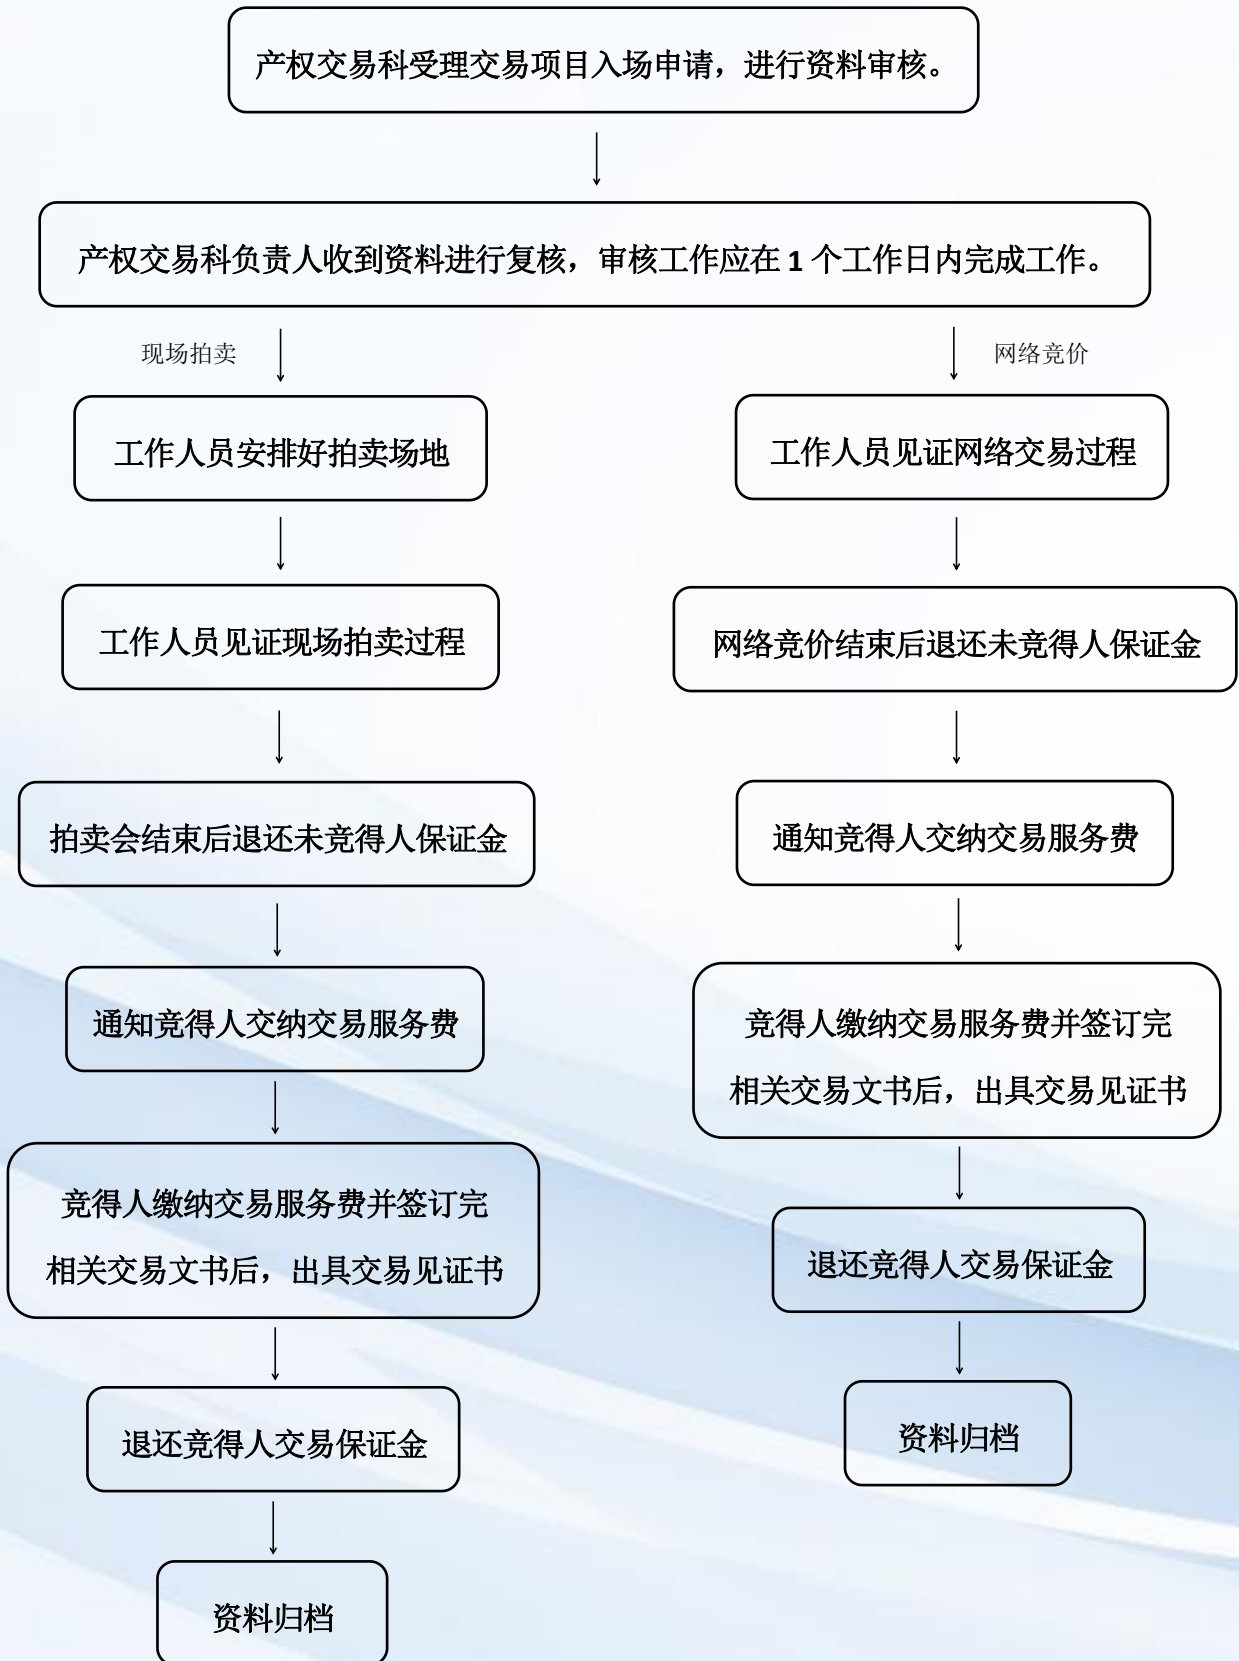 产权交易科受理交易项目入场申请，进行资料审核。
产权交易科负责人收到资料进行复核，审核工作应在 1 个工作日内完成工作。
现场拍卖
工作人员安排好拍卖场地
工作人员见证现场拍卖过程
拍卖会结束后退还未竞得人保证金
通知竞得人交纳交易服务费
竞得人缴纳交易服务费并签订完
相关交易文书后，出具交易见证书
退还竞得人交易保证金
资料归档
网络竞价
工作人员见证网络交易过程
网络竞价结束后退还未竞得人保证金
通知竞得人交纳交易服务费
竞得人缴纳交易服务费并签订完
相关交易文书后，出具交易见证书
退还竞得人交易保证金
资料归档